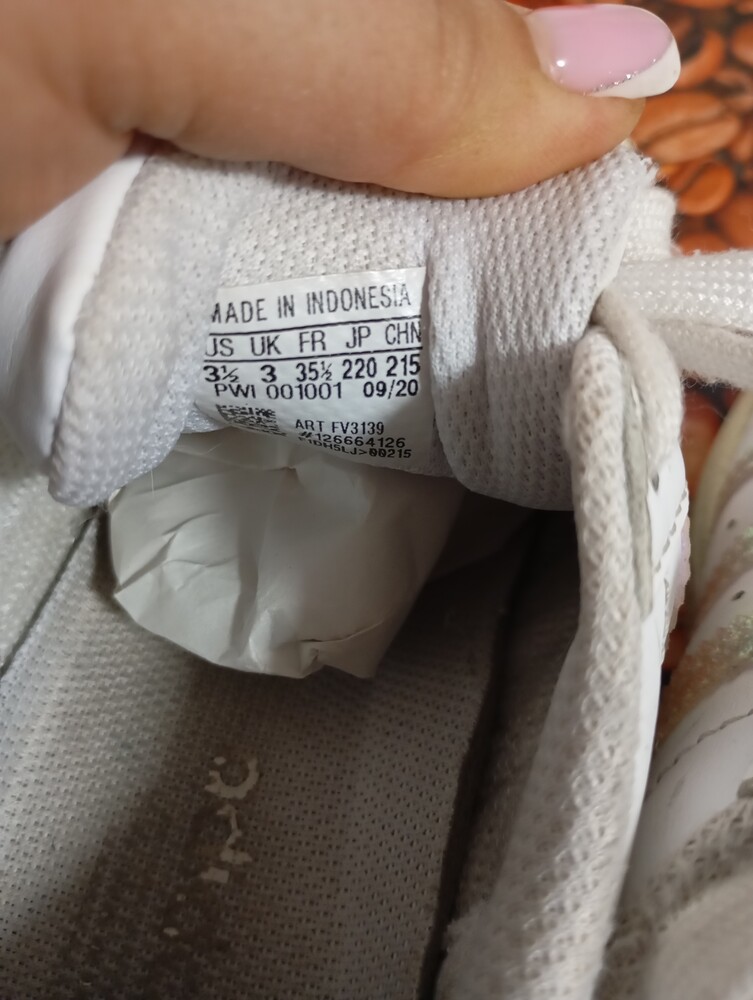 MADE IN INDONESIA
US UK FR JP CHN
3½ 3 35½ 220 215
PWI 001001 09/20
ART FV3139
#126664126